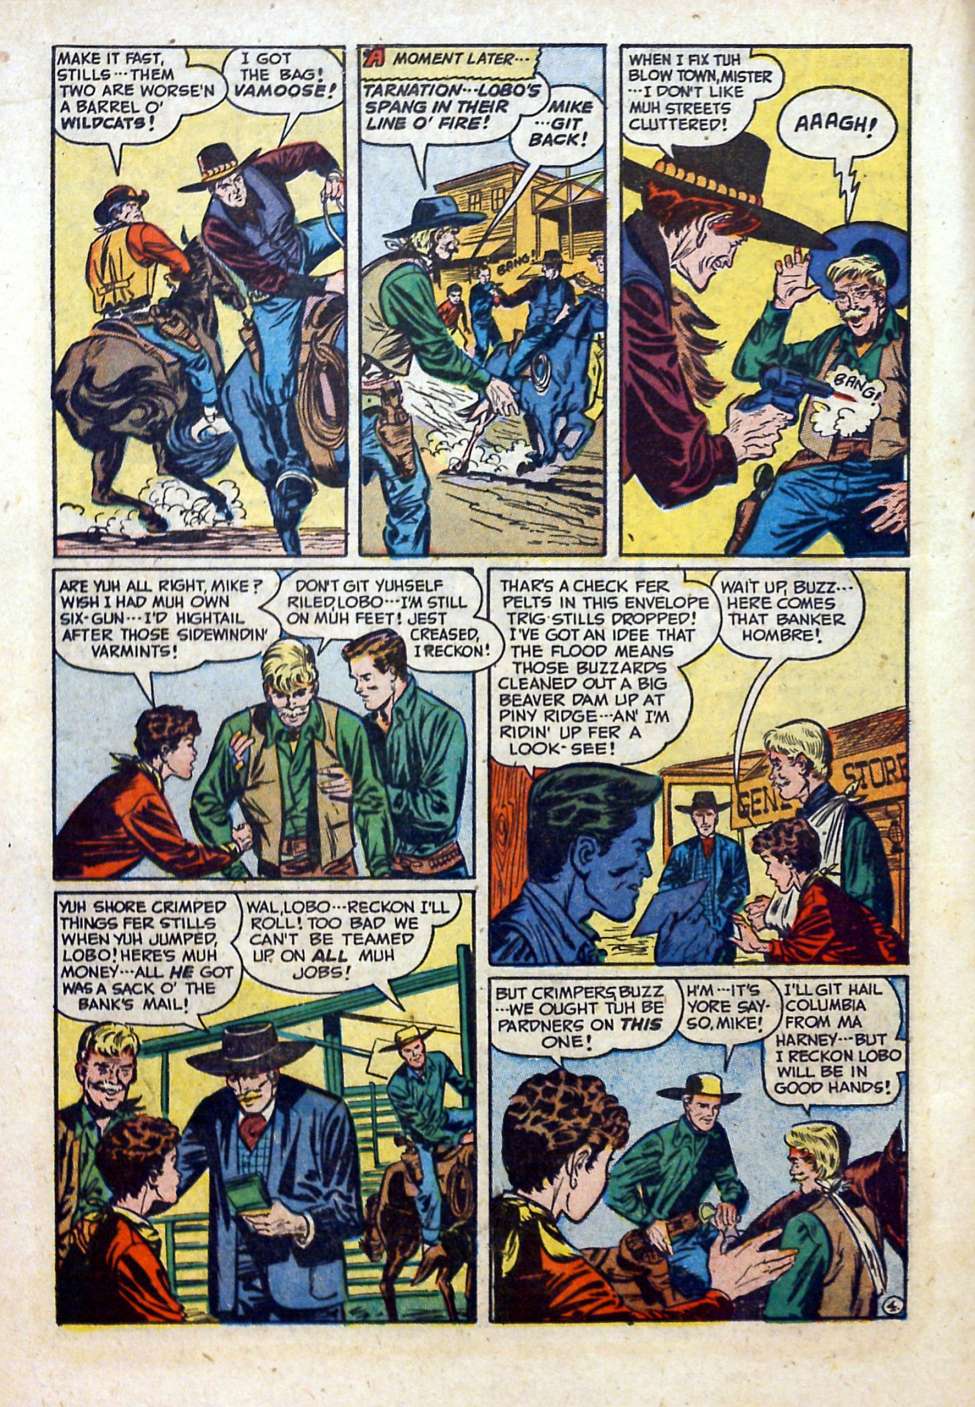 MAKE IT FAST,
STILLS---THEM
TWO ARE WORSE'N
A BARREL O'
WILDCATS!
I GOT
THE BAG!
VAMOOSE!
A MOMENT LATER---
TARNATION---LOBO'S
SPANG IN THEIR
LINE O' FIRE!
MIKE
---GIT
BACK!
BANG!
WHEN I FIX TUH
BLOW TOWN, MISTER
---I DON'T LIKE
MUH STREETS
CLUTTERED!
AAAGH!
BANG!
ARE YUH ALL RIGHT, MIKE?
WISH I HAD MUH OWN
SIX-GUN---I'D HIGHTAIL
AFTER THOSE SIDEWINDIN'
VARMINTS!
DON'T GIT YUHSELF
RILED, LOBO---I'M STILL
ON MUH FEET! JEST
CREASED,
I RECKON!
THAR'S A CHECK FER
PELTS IN THIS ENVELOPE
TRIG STILLS DROPPED!
I'VE GOT AN IDEE THAT
THE FLOOD MEANS
THOSE BUZZARDS
CLEANED OUT A BIG
BEAVER DAM UP AT
PINY RIDGE---AN' I'M
RIDIN' UP FER A
LOOK-SEE!
WAIT UP, BUZZ---
HERE COMES
THAT BANKER
HOMBRE!
GEN
STORE
YUH SHORE CRIMPED
THINGS FER STILLS
WHEN YUH JUMPED,
LOBO! HERE'S MUH
MONEY---ALL HE GOT
WAS A SACK O' THE
BANK'S MAIL!
WAL, LOBO---RECKON I'LL
ROLL! TOO BAD WE
CAN'T BE TEAMED
UP ON ALL MUH
JOBS!
BUT CRIMPERS, BUZZ
---WE OUGHT TUH BE
PARDNERS ON THIS
ONE!
H'M---IT'S
YORE SAY-
SO, MIKE!
I'LL GIT HAIL
COLUMBIA
FROM MA
HARNEY---BUT
I RECKON LOBO
WILL BE IN
GOOD HANDS!
4.